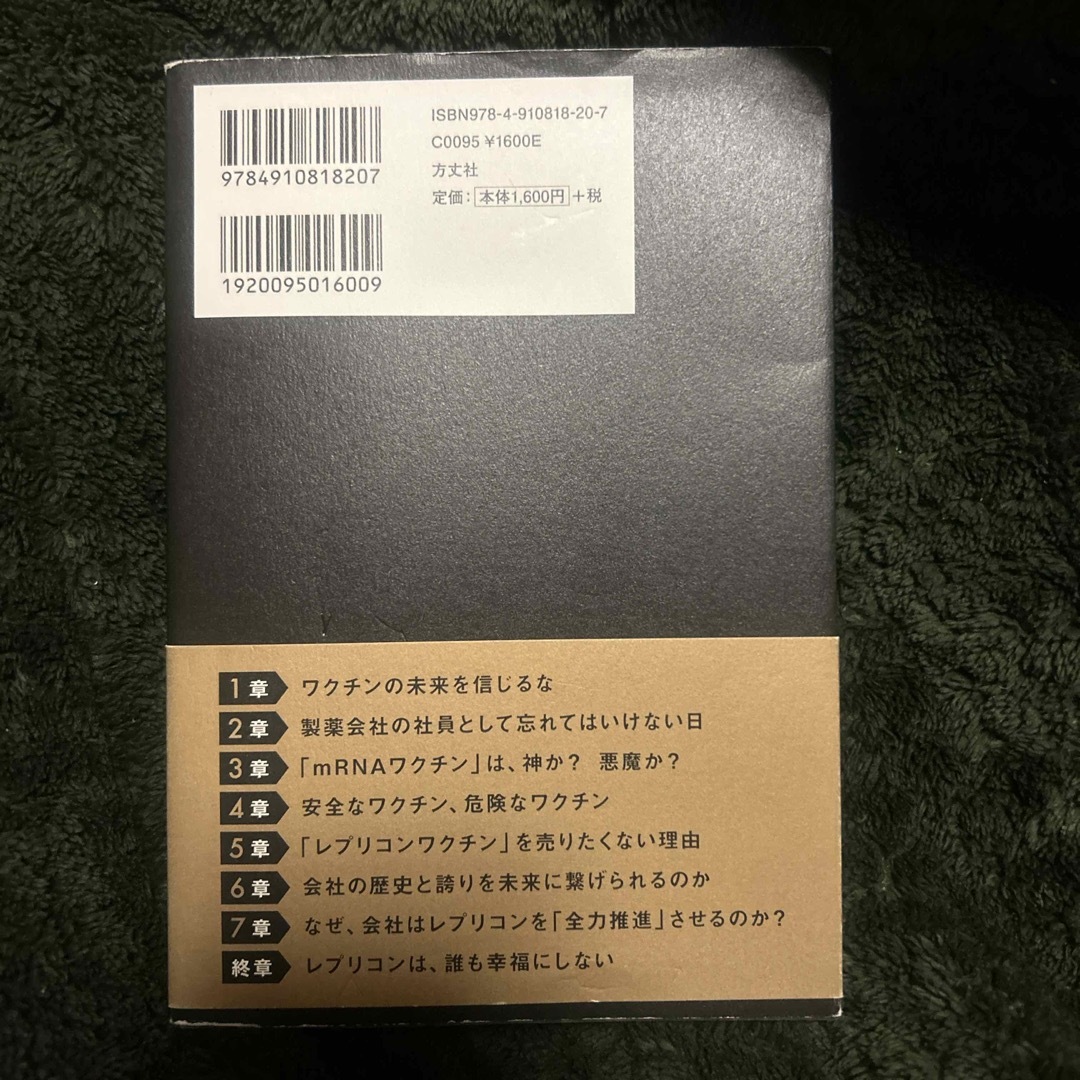 ISBN978-4-910818-20-7
C0095 ¥1600E
方丈社
定価：本体1,600円＋税
9784910818207
1920095016009
1章 ワクチンの未来を信じるな
2章 製薬会社の社員として忘れてはいけない日
3章 「mRNAワクチン」は、神か？ 悪魔か？
4章 安全なワクチン、危険なワクチン
5章 「レプリコンワクチン」を売りたくない理由
6章 会社の歴史と誇りを未来に繋げられるのか
7章 なぜ、会社はレプリコンを「全力推進」させるのか？
終章 レプリコンは、誰も幸福にしない